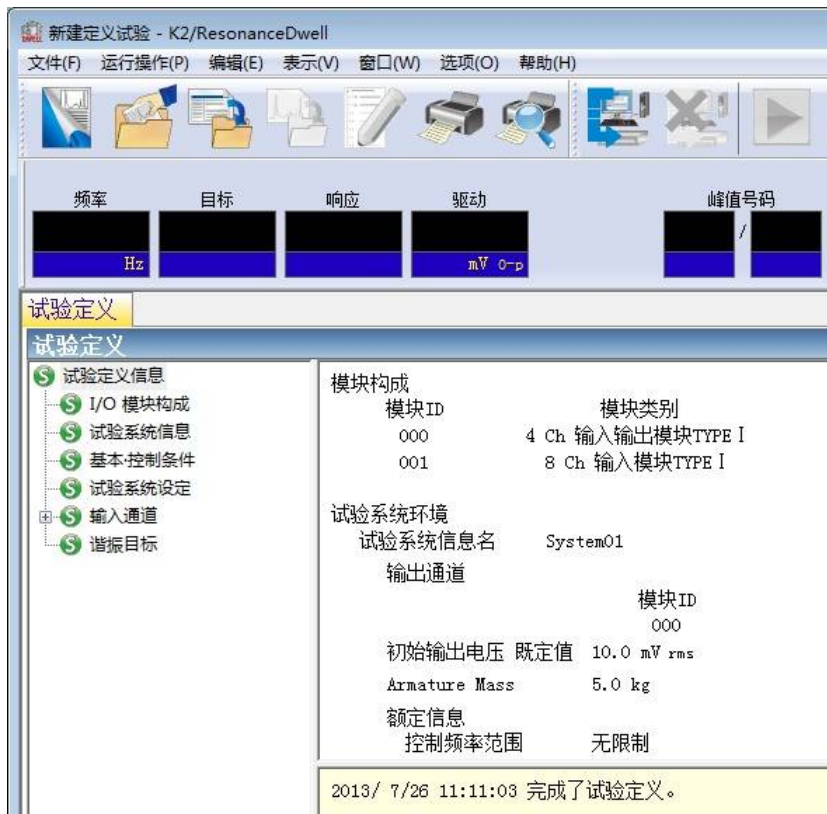 新建定义试验 - K2/ResonanceDwell
文件(F) 运行操作(P) 编辑(E) 表示(V) 窗口(W) 选项(O) 帮助(H)
频率 目标 响应 驱动 峰值号码
/
Hz mV 0-p
试验定义
试验定义
试验定义信息
I/O 模块构成
试验系统信息
基本·控制条件
试验系统设定
输入通道
谐振目标
模块构成
模块ID 模块类别
000 4 Ch 输入输出模块TYPEⅠ
001 8 Ch 输入模块TYPEⅠ
试验系统环境
试验系统信息名 System01
输出通道
模块ID
000
初始输出电压 既定值 10.0 mV rms
Armature Mass 5.0 kg
额定信息
控制频率范围 无限制
2013/ 7/26 11:11:03 完成了试验定义。